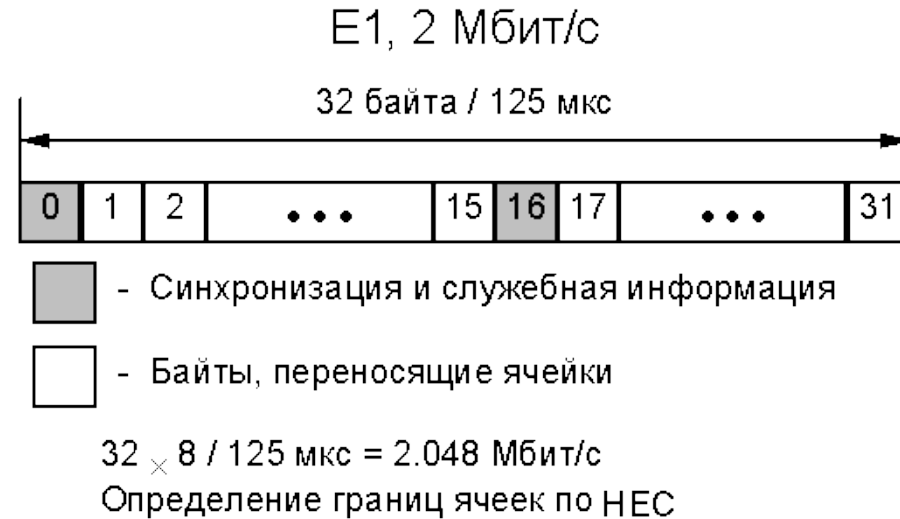 E1, 2 Мбит/с
32 байта / 125 мкс
0 1 2 ••• 15 16 17 ••• 31
- Синхронизация и служебная информация
- Байты, переносящие ячейки
32 × 8 / 125 мкс = 2.048 Мбит/с
Определение границ ячеек по HEC